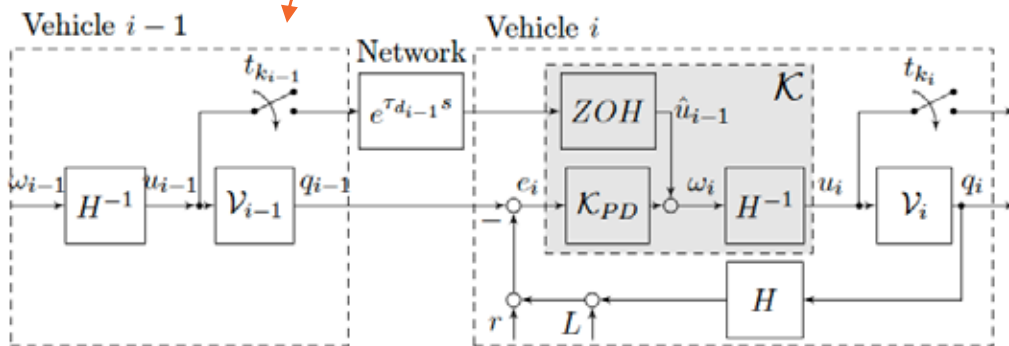 Vehicle i − 1
Vehicle i
Network
t_{k_{i−1}}
e^{τ_{d_{i−1}} s}
ZOH
û_{i−1}
𝒦
t_{k_i}
ω_{i−1}
H^{−1}
u_{i−1}
𝒱_{i−1}
q_{i−1}
−
e_i
𝒦_{PD}
ω_i
H^{−1}
u_i
𝒱_i
q_i
r
L
H